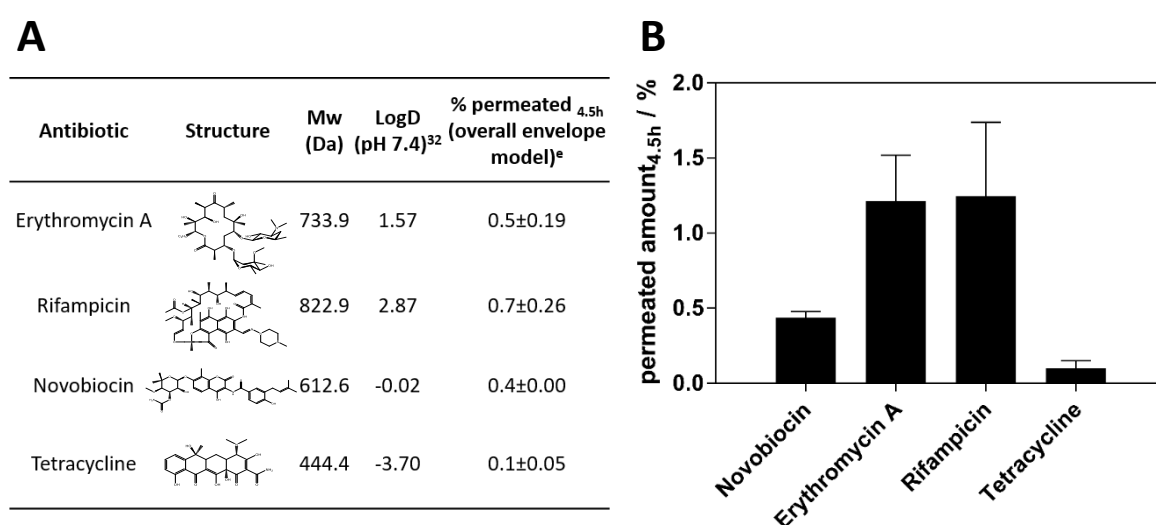 A
Antibiotic Structure Mw (Da) LogD (pH 7.4)32 % permeated 4.5h (overall envelope model)e
Erythromycin A 733.9 1.57 0.5±0.19
Rifampicin 822.9 2.87 0.7±0.26
Novobiocin 612.6 -0.02 0.4±0.00
Tetracycline 444.4 -3.70 0.1±0.05
B
permeated amount4.5h / %
2.0
1.5
1.0
0.5
0.0
Novobiocin
Erythromycin A
Rifampicin
Tetracycline